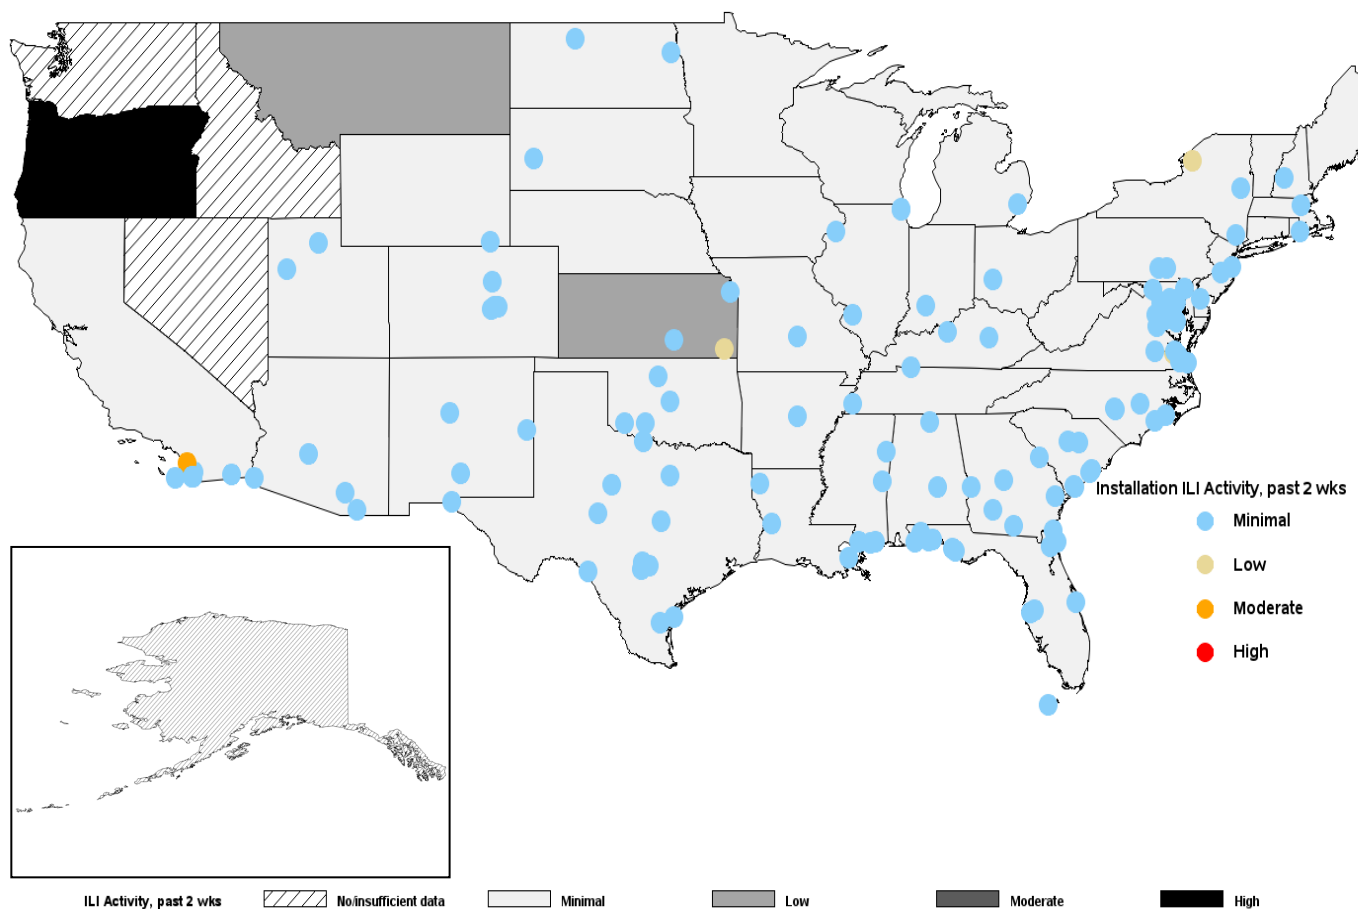 Installation ILI Activity, past 2 wks
Minimal
Low
Moderate
High
ILI Activity, past 2 wks
No/insufficient data
Minimal
Low
Moderate
High